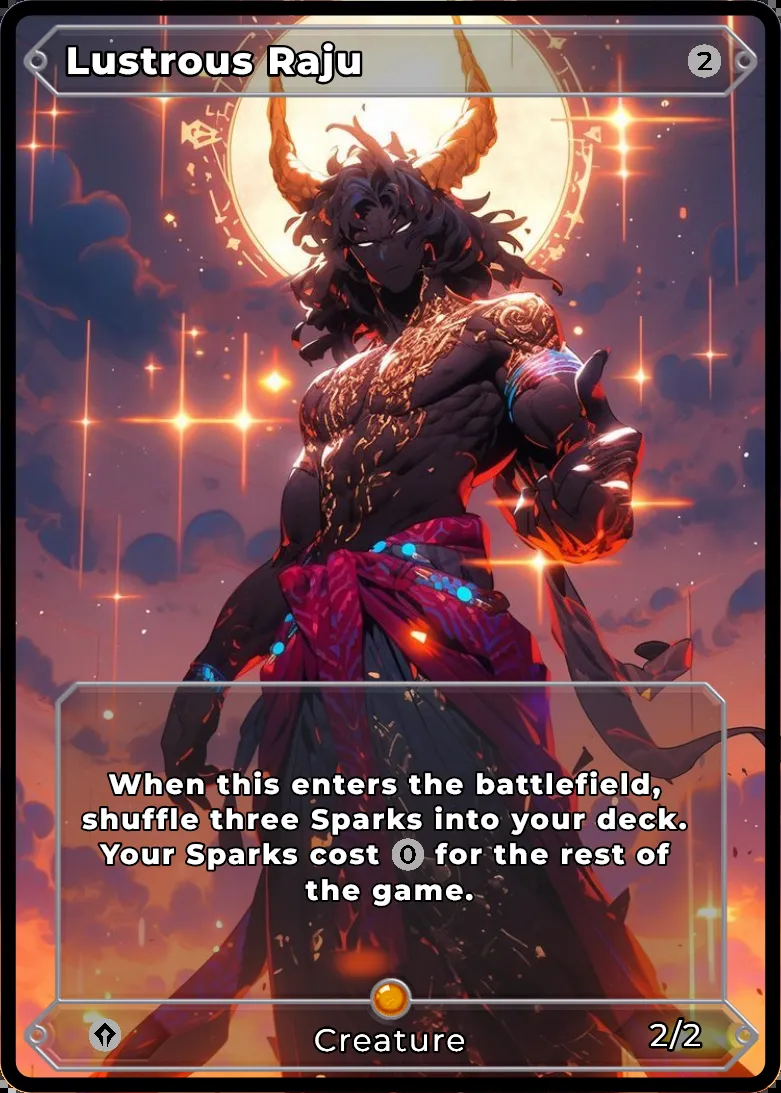 Lustrous Raju 2
When this enters the battlefield,
shuffle three Sparks into your deck.
Your Sparks cost 0 for the rest of
the game.
Creature 2/2